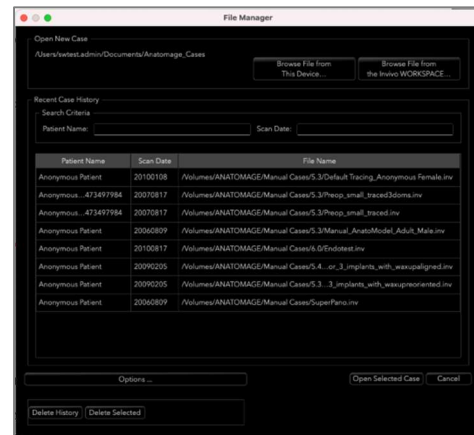 File Manager
Open New Case
/Users/swtest.admin/Documents/Anatomage_Cases
Browse File from
This Device...
Browse File from
the Invivo WORKSPACE...
Recent Case History
Search Criteria
Patient Name:
Scan Date:
Patient Name Scan Date File Name
Anonymous Patient 20100108 /Volumes/ANATOMAGE/Manual Cases/5.3/Default Tracing_Anonymous Female.inv
Anonymous...473497984 20070817 /Volumes/ANATOMAGE/Manual Cases/5.3/Preop_small_traced3doms.inv
Anonymous...473497984 20070817 /Volumes/ANATOMAGE/Manual Cases/5.3/Preop_small_traced.inv
Anonymous Patient 20060809 /Volumes/ANATOMAGE/Manual Cases/5.3/Manual_AnatoModel_Adult_Male.inv
Anonymous Patient 20100817 /Volumes/ANATOMAGE/Manual Cases/6.0/Endotest.inv
Anonymous Patient 20090205 /Volumes/ANATOMAGE/Manual Cases/5.4...or_3_implants_with_waxupaligned.inv
Anonymous Patient 20090205 /Volumes/ANATOMAGE/Manual Cases/5.3...3_implants_with_waxupreoriented.inv
Anonymous Patient 20060809 /Volumes/ANATOMAGE/Manual Cases/SuperPano.inv
Options ...
Open Selected Case
Cancel
Delete History
Delete Selected